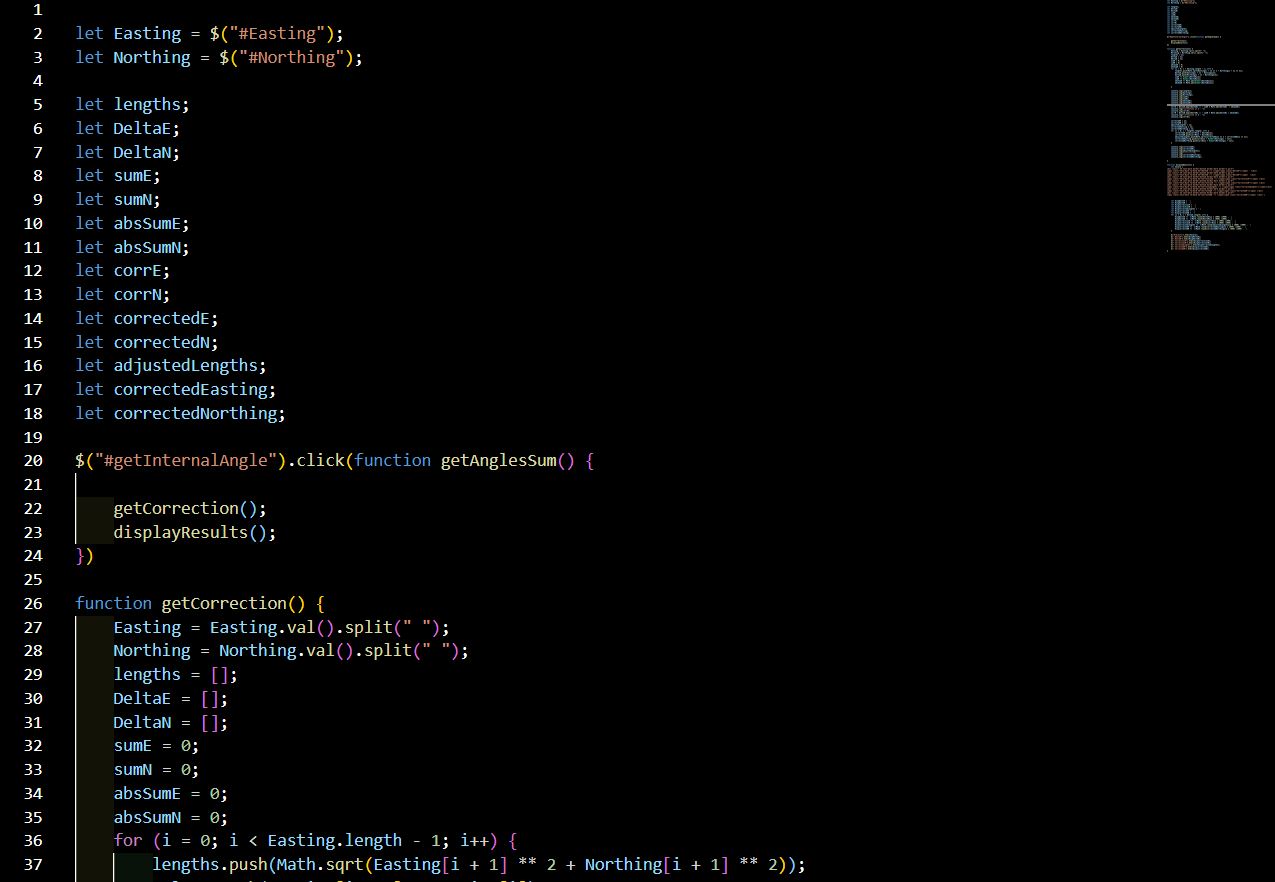 1
2 let Easting = $("#Easting");
3 let Northing = $("#Northing");
4
5 let lengths;
6 let DeltaE;
7 let DeltaN;
8 let sumE;
9 let sumN;
10 let absSumE;
11 let absSumN;
12 let corrE;
13 let corrN;
14 let correctedE;
15 let correctedN;
16 let adjustedLengths;
17 let correctedEasting;
18 let correctedNorthing;
19
20 $("#getInternalAngle").click(function getAnglesSum() {
21
22 getCorrection();
23 displayResults();
24 })
25
26 function getCorrection() {
27 Easting = Easting.val().split(" ");
28 Northing = Northing.val().split(" ");
29 lengths = [];
30 DeltaE = [];
31 DeltaN = [];
32 sumE = 0;
33 sumN = 0;
34 absSumE = 0;
35 absSumN = 0;
36 for (i = 0; i < Easting.length - 1; i++) {
37 lengths.push(Math.sqrt(Easting[i + 1] ** 2 + Northing[i + 1] ** 2));